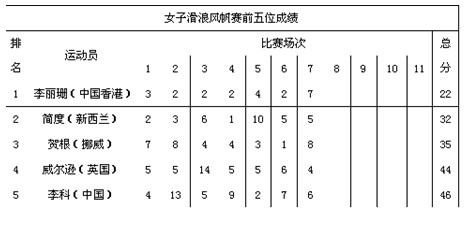 女子滑浪风帆赛前五位成绩
排名 运动员 比赛场次 总分
1 2 3 4 5 6 7 8 9 10 11
1 李丽珊（中国香港） 3 2 2 2 4 2 7 22
2 简度（新西兰） 2 3 6 1 10 5 5 32
3 贺根（挪威） 7 8 4 4 3 1 8 35
4 威尔逊（英国） 5 5 14 5 5 6 4 44
5 李科（中国） 4 13 5 9 2 7 6 46